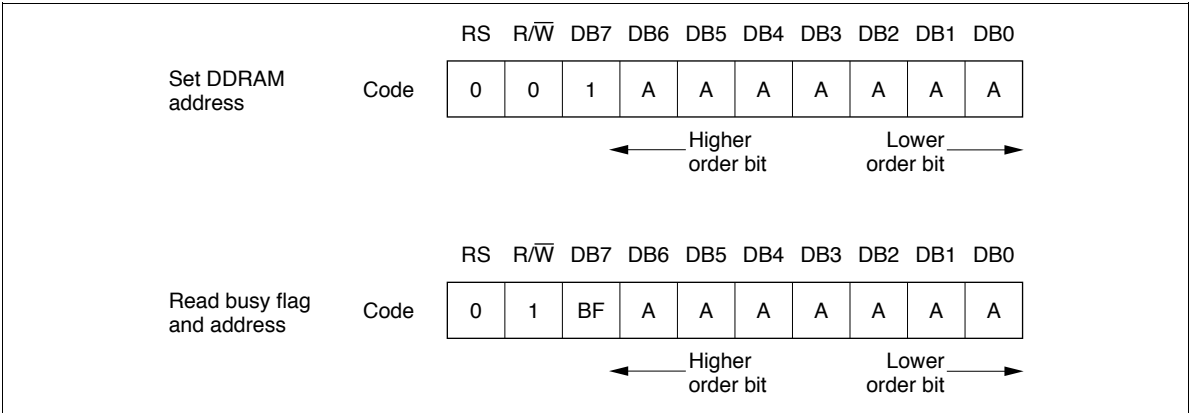 RS R/W̅ DB7 DB6 DB5 DB4 DB3 DB2 DB1 DB0
Set DDRAM
address
Code 0 0 1 A A A A A A A
Higher
order bit
Lower
order bit
RS R/W̅ DB7 DB6 DB5 DB4 DB3 DB2 DB1 DB0
Read busy flag
and address
Code 0 1 BF A A A A A A A
Higher
order bit
Lower
order bit